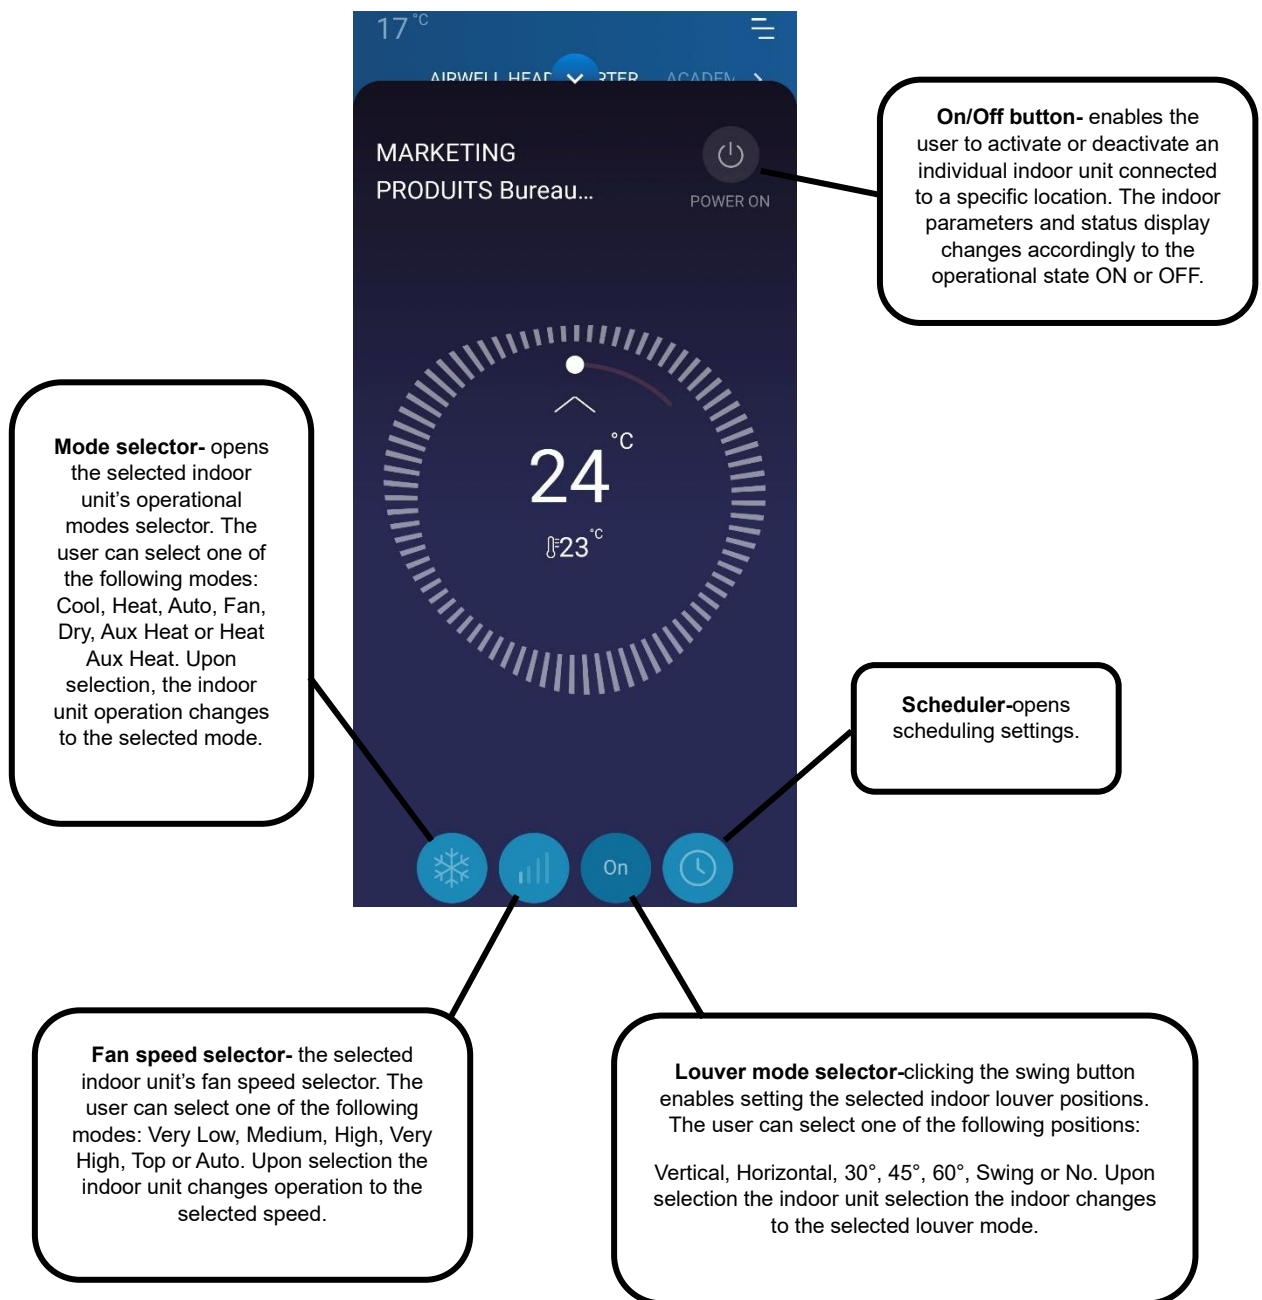 17 °C
AIRWELL HEAD RTER ACADEM
MARKETING
PRODUITS Bureau...
POWER ON
°C
24
23°C
On
On/Off button- enables the
user to activate or deactivate an
individual indoor unit connected
to a specific location. The indoor
parameters and status display
changes accordingly to the
operational state ON or OFF.
Mode selector- opens
the selected indoor
unit's operational
modes selector. The
user can select one of
the following modes:
Cool, Heat, Auto, Fan,
Dry, Aux Heat or Heat
Aux Heat. Upon
selection, the indoor
unit operation changes
to the selected mode.
Scheduler-opens
scheduling settings.
Fan speed selector- the selected
indoor unit's fan speed selector. The
user can select one of the following
modes: Very Low, Medium, High, Very
High, Top or Auto. Upon selection the
indoor unit changes operation to the
selected speed.
Louver mode selector-clicking the swing button
enables setting the selected indoor louver positions.
The user can select one of the following positions:
Vertical, Horizontal, 30°, 45°, 60°, Swing or No. Upon
selection the indoor unit selection the indoor changes
to the selected louver mode.